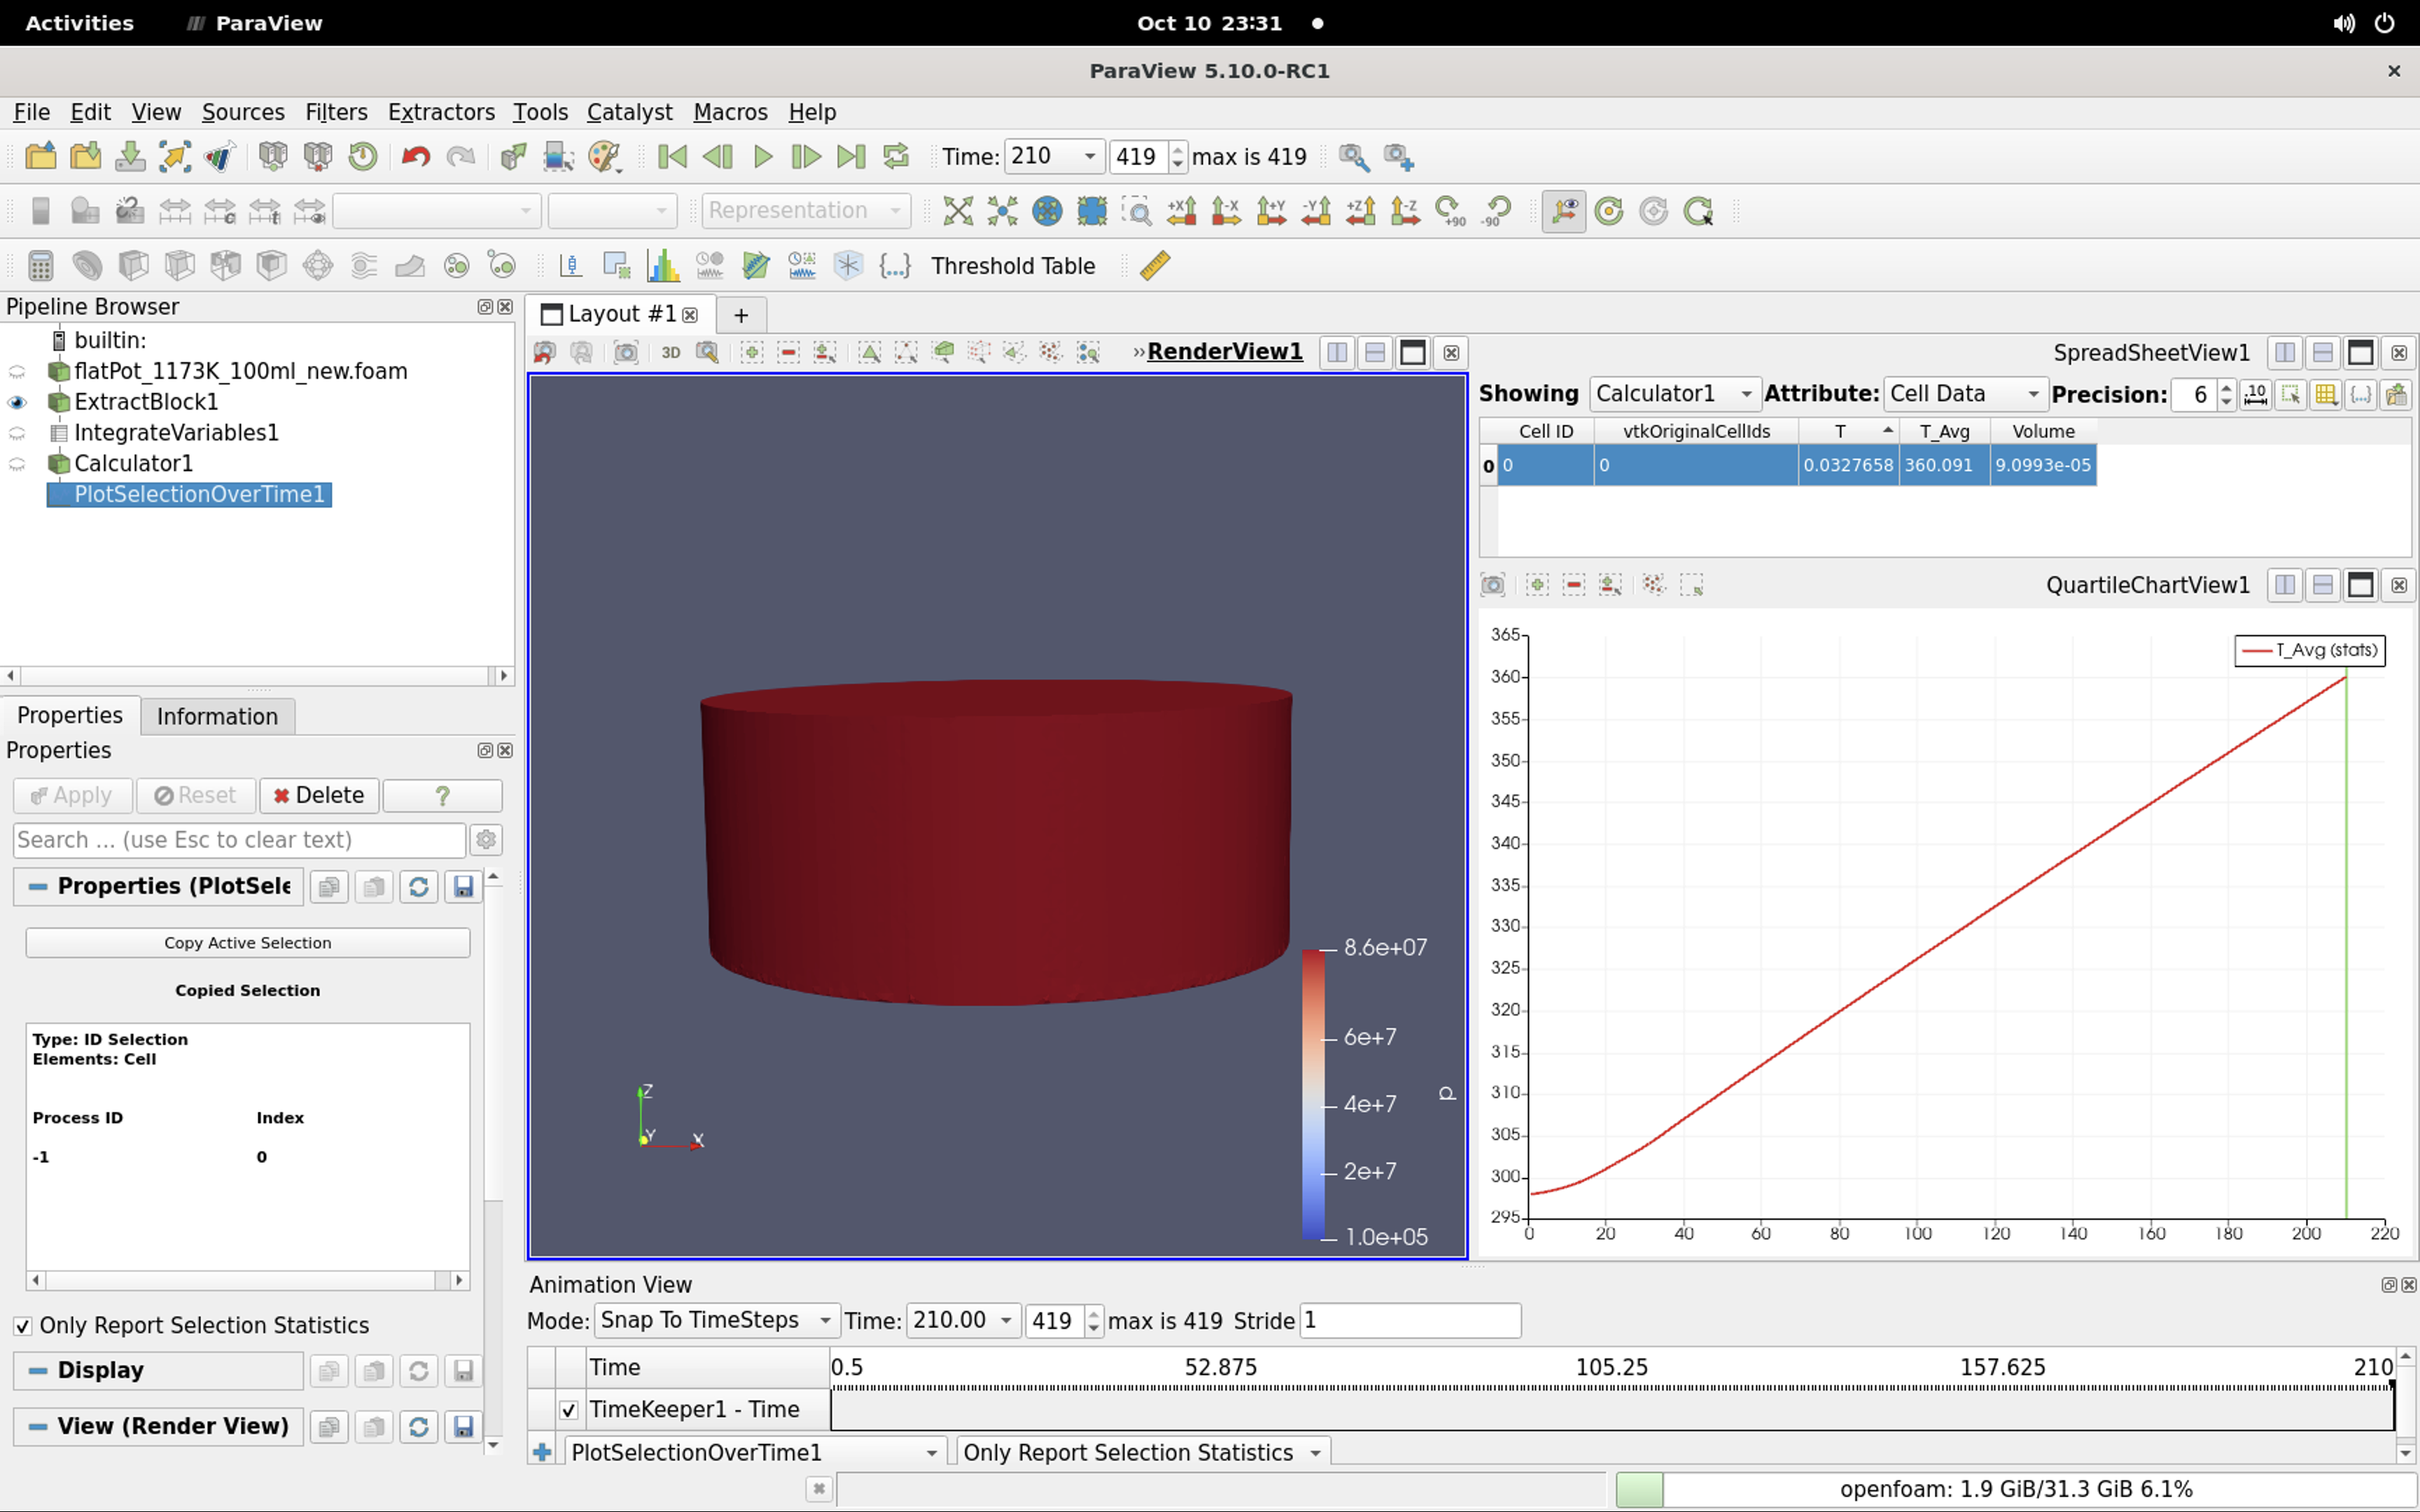 Activities ParaView Oct 10 23:31
ParaView 5.10.0-RC1
File Edit View Sources Filters Extractors Tools Catalyst Macros Help
Time: 210 419 max is 419
Representation +X -X +Y -Y +Z -Z +90 -90
Threshold Table
Pipeline Browser
builtin:
flatPot_1173K_100ml_new.foam
ExtractBlock1
IntegrateVariables1
Calculator1
PlotSelectionOverTime1
Properties Information
Properties
Apply Reset Delete ?
Search ... (use Esc to clear text)
Properties (PlotSele
Copy Active Selection
Copied Selection
Type: ID Selection
Elements: Cell
Process ID Index
-1 0
Only Report Selection Statistics
Display
View (Render View)
Layout #1 +
3D » RenderView1
8.6e+07
6e+7
4e+7
2e+7
1.0e+05
p
Z
Y X
SpreadSheetView1
Showing Calculator1 Attribute: Cell Data Precision: 6 .10
Cell ID vtkOriginalCellIds T T_Avg Volume
0 0 0 0.0327658 360.091 9.0993e-05
QuartileChartView1
T_Avg (stats)
365
360
355
350
345
340
335
330
325
320
315
310
305
300
295
0 20 40 60 80 100 120 140 160 180 200 220
Animation View
Mode: Snap To TimeSteps Time: 210.00 419 max is 419 Stride 1
Time 0.5 52.875 105.25 157.625 210
TimeKeeper1 - Time
PlotSelectionOverTime1 Only Report Selection Statistics
openfoam: 1.9 GiB/31.3 GiB 6.1%